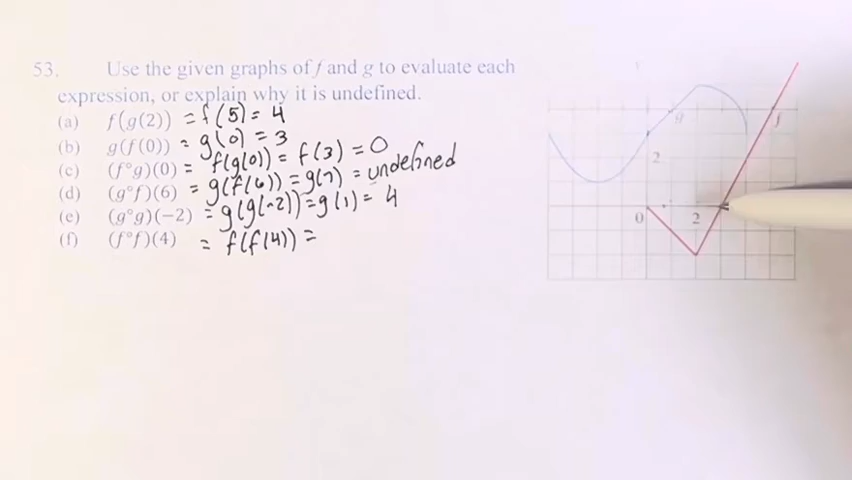 53. Use the given graphs of f and g to evaluate each
expression, or explain why it is undefined.
(a) f(g(2)) = f(5) = 4
(b) g(f(0)) = g(0) = 3
(c) (f°g)(0) = f(g(0)) = f(3) = 0
(d) (g°f)(6) = g(f(6)) = g(7) = undefined
(e) (g°g)(-2) = g(g(-2)) = g(1) = 4
(f) (f°f)(4) = f(f(4)) =
g
f
2
0 2